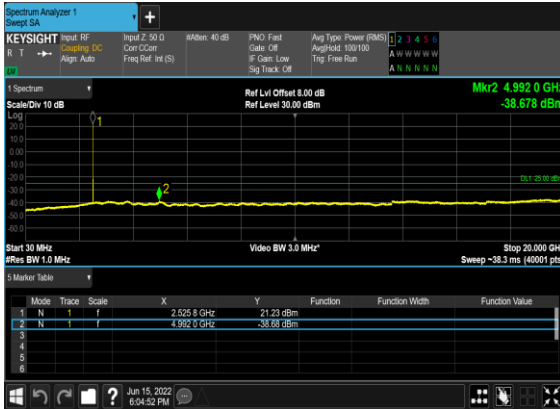 Spectrum Analyzer 1
Swept SA
+
KEYSIGHT Input: RF Input Z: 50 Ω #Atten: 40 dB PNO: Fast Avg Type: Power (RMS) 1 2 3 4 5 6
R T Coupling: DC Corr CCorr Gate: Off Avg|Hold: 100/100 A W W W W W
Align: Auto Freq Ref: Int (S) IF Gain: Low Trig: Free Run
Sig Track: Off A N N N N N
1 Spectrum Ref Lvl Offset 8.00 dB Mkr2 4.992 0 GHz
Scale/Div 10 dB Ref Level 30.00 dBm -38.678 dBm
Log
20.0
10.0
0.00
-10.0
-20.0
-30.0
-40.0
-50.0
-60.0
1
2
Start 30 MHz Video BW 3.0 MHz* Stop 20.000 GH
#Res BW 1.0 MHz Sweep ~38.3 ms (40001 pts
5 Marker Table
Mode Trace Scale X Y Function Function Width Function Value
1 N 1 f 2.525 8 GHz 21.23 dBm
2 N 1 f 4.992 0 GHz -38.68 dBm
3
4
5
6
? Jun 15, 2022
6:04:52 PM